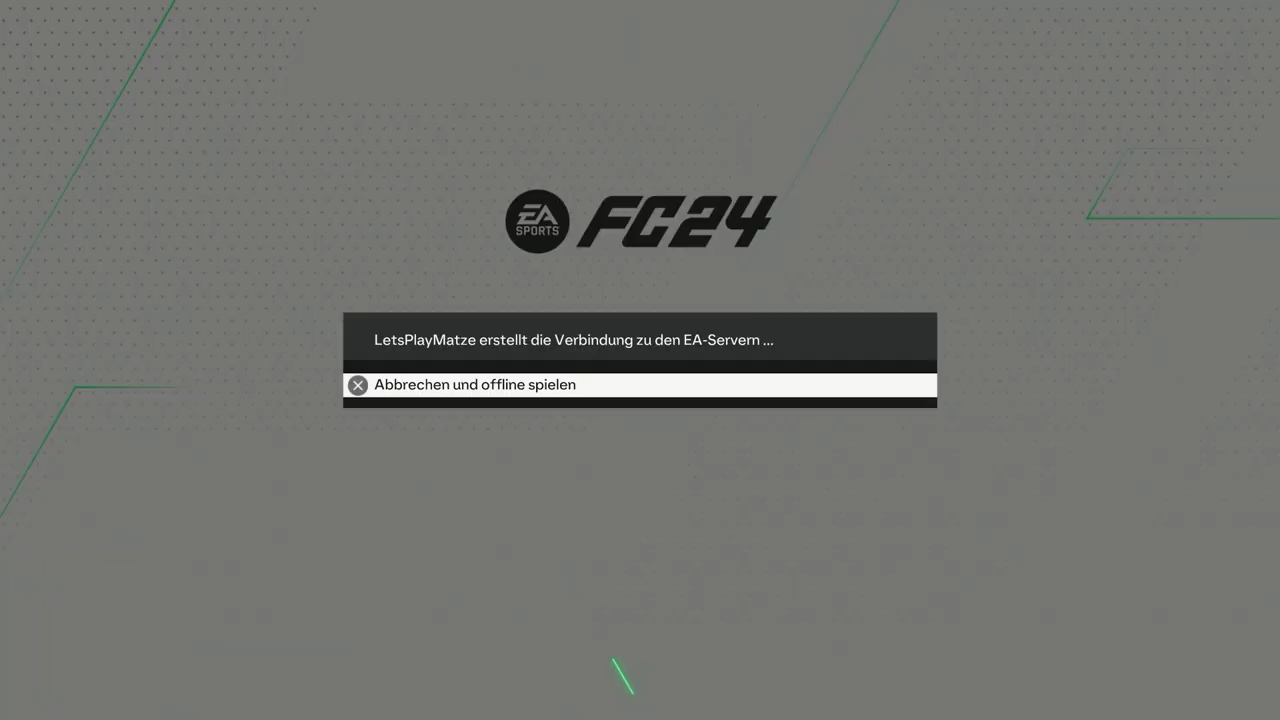 EA
SPORTS
FC24
LetsPlayMatze erstellt die Verbindung zu den EA-Servern ...
Abbrechen und offline spielen